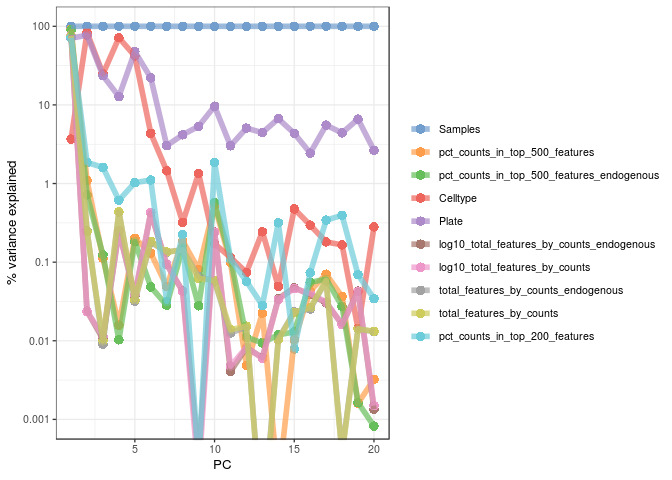 100
10
1
0.1
0.01
0.001
% variance explained
5
10
15
20
PC
Samples
pct_counts_in_top_500_features
pct_counts_in_top_500_features_endogenous
Celltype
Plate
log10_total_features_by_counts_endogenous
log10_total_features_by_counts
total_features_by_counts_endogenous
total_features_by_counts
pct_counts_in_top_200_features